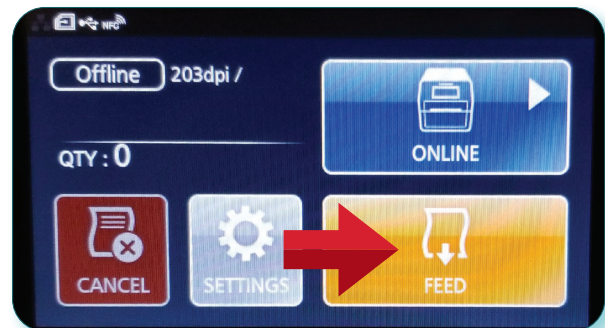 NFC
Offline 203dpi /
ONLINE
QTY : 0
CANCEL
SETTINGS
FEED